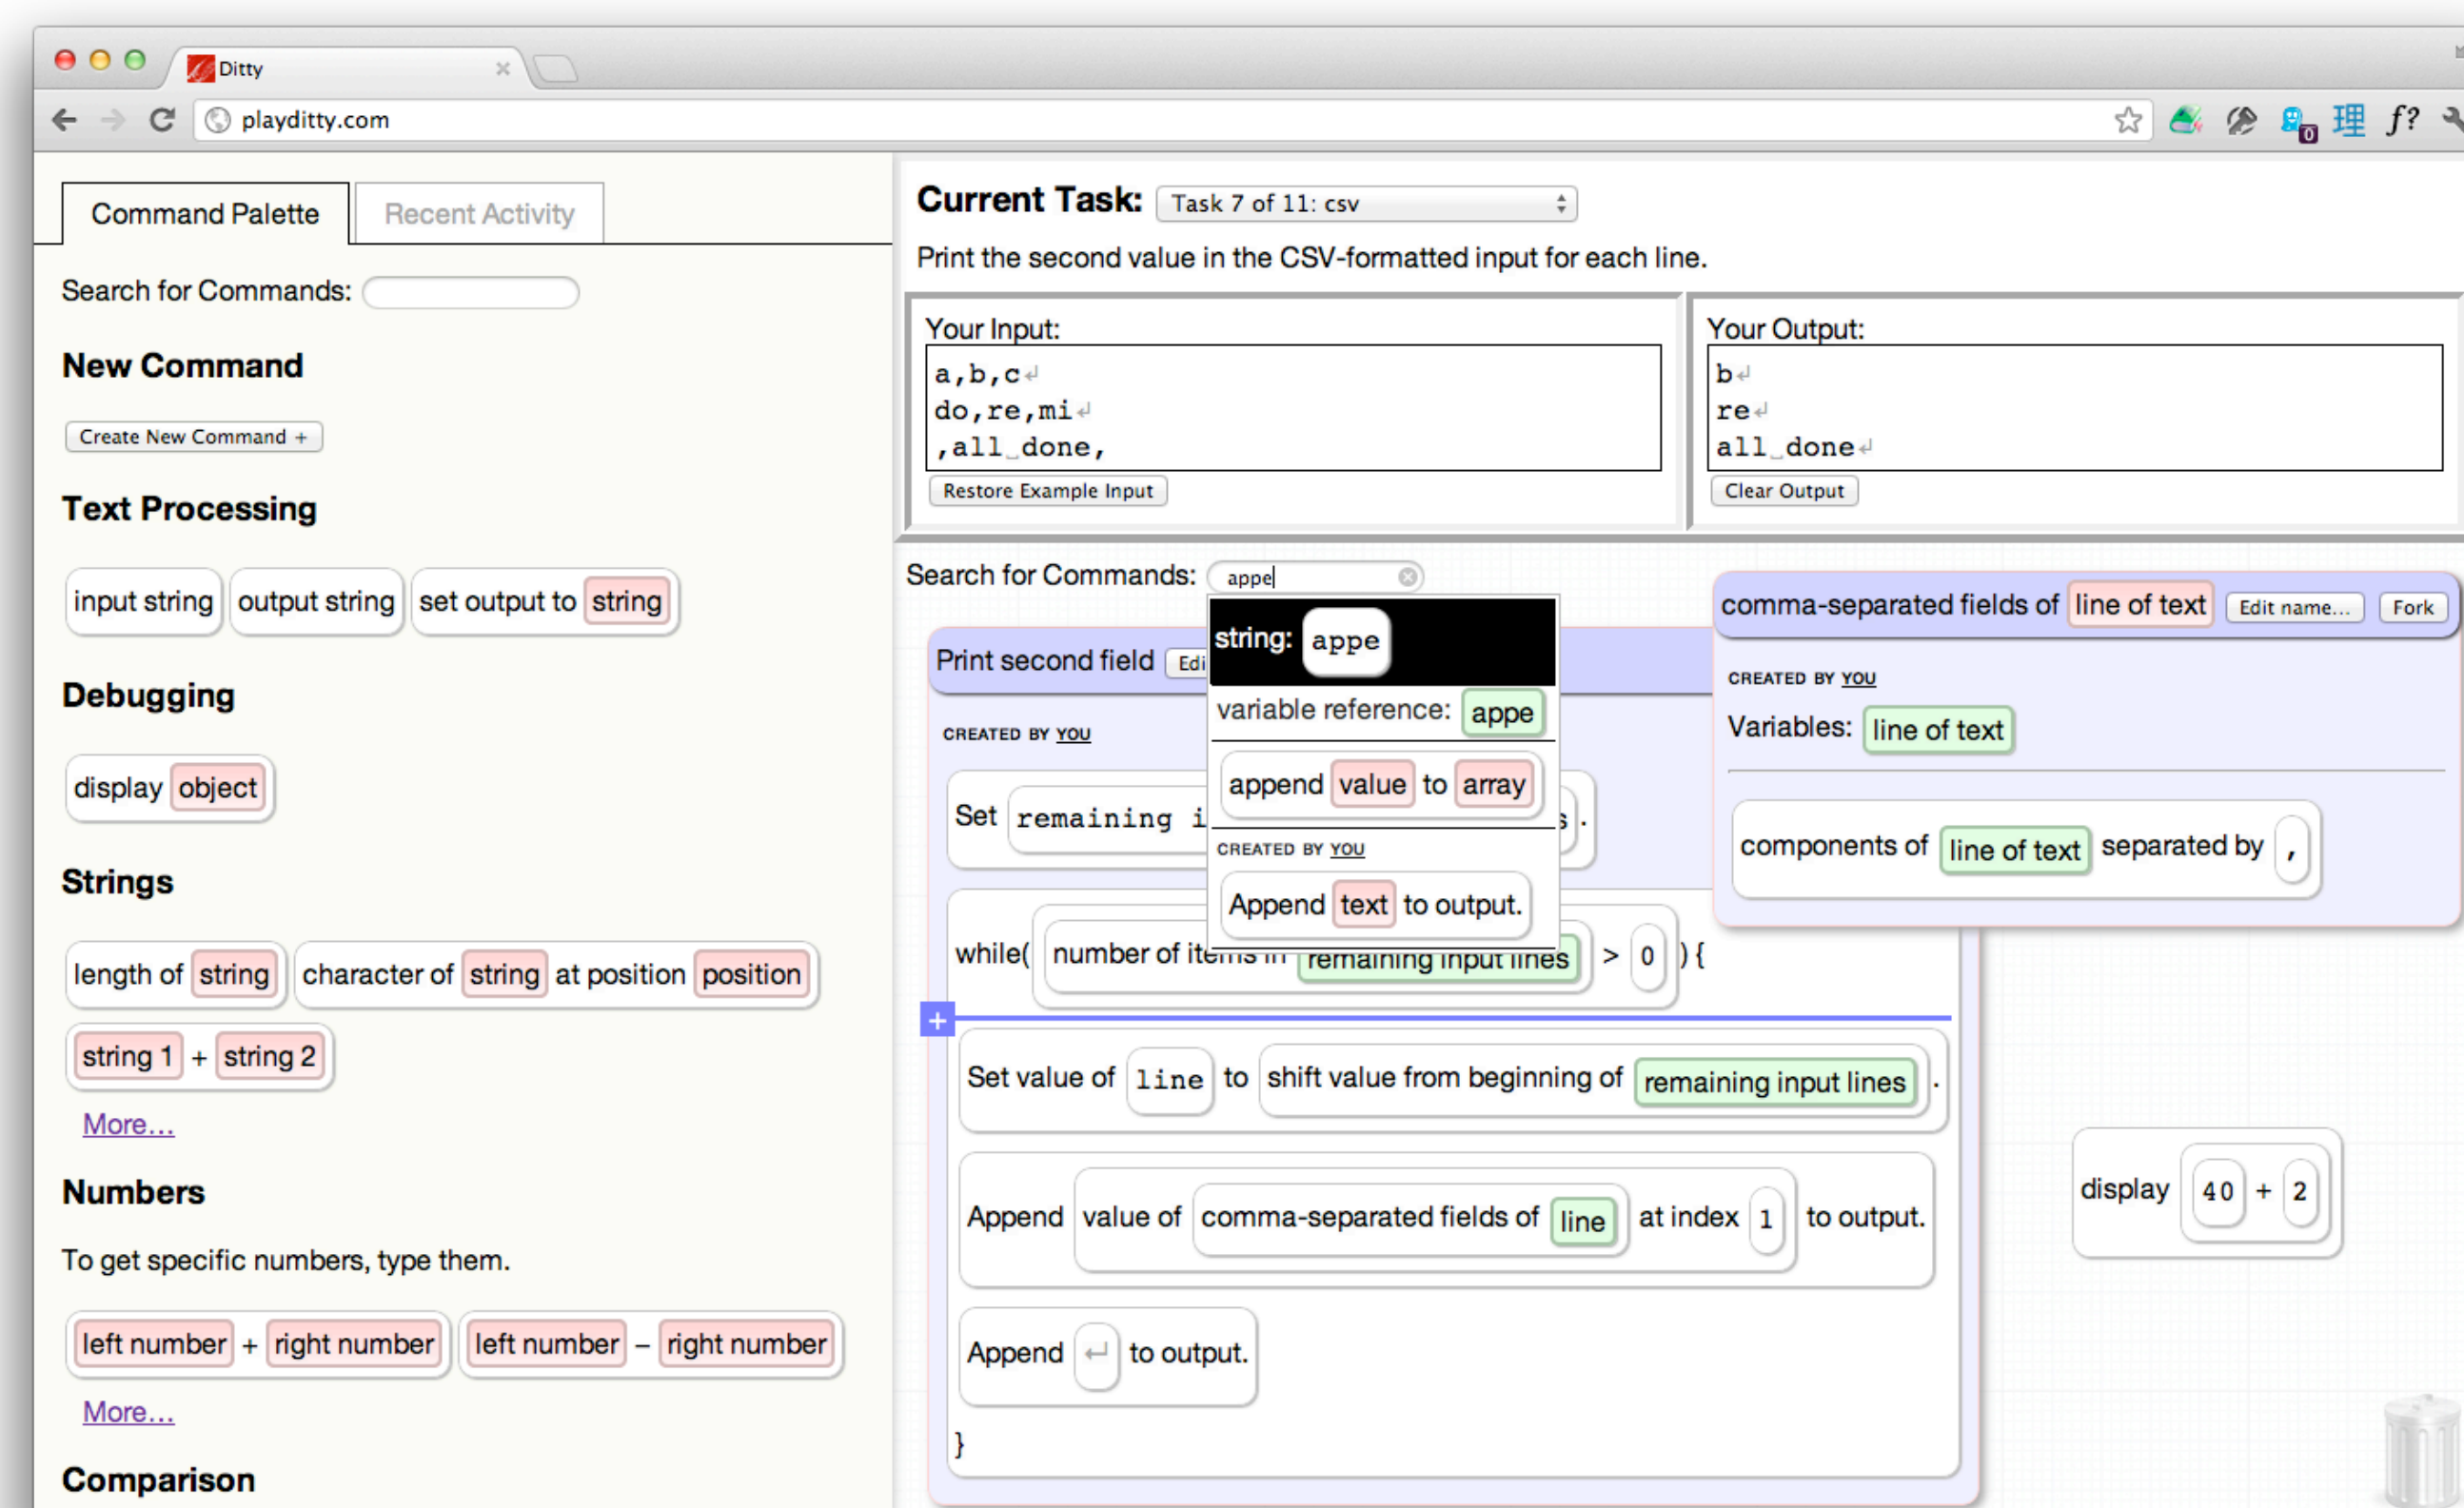 Ditty
playditty.com
0 理 f?
Command Palette Recent Activity
Search for Commands:
New Command
Create New Command +
Text Processing
input string output string set output to string
Debugging
display object
Strings
length of string character of string at position position
string 1 + string 2
More...
Numbers
To get specific numbers, type them.
left number + right number left number – right number
More...
Comparison
Current Task: Task 7 of 11: csv
Print the second value in the CSV-formatted input for each line.
Your Input:
a,b,c↵
do,re,mi↵
,all␣done,
Restore Example Input
Your Output:
b↵
re↵
all␣done↵
Clear Output
Search for Commands: appe
string: appe
variable reference: appe
append value to array
CREATED BY YOU
Append text to output.
Print second field
CREATED BY YOU
Set remaining
while( number of items in remaining input lines > 0 ) {
+
Set value of line to shift value from beginning of remaining input lines .
Append value of comma-separated fields of line at index 1 to output.
Append ↵ to output.
}
comma-separated fields of line of text Edit name... Fork
CREATED BY YOU
Variables: line of text
components of line of text separated by ,
display 40 + 2